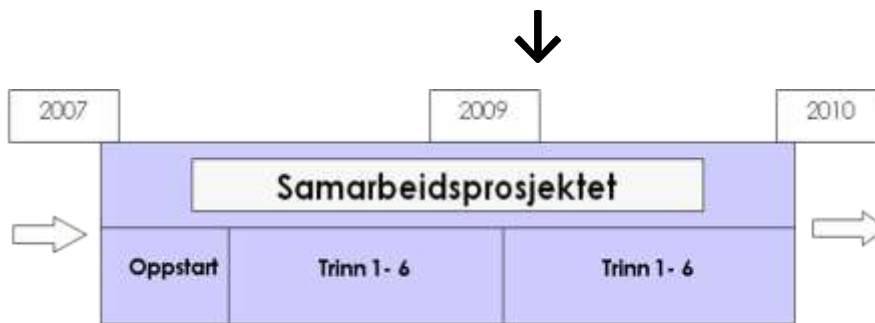 2007
2009
2010
Samarbeidsprosjektet
Oppstart
Trinn 1- 6
Trinn 1- 6